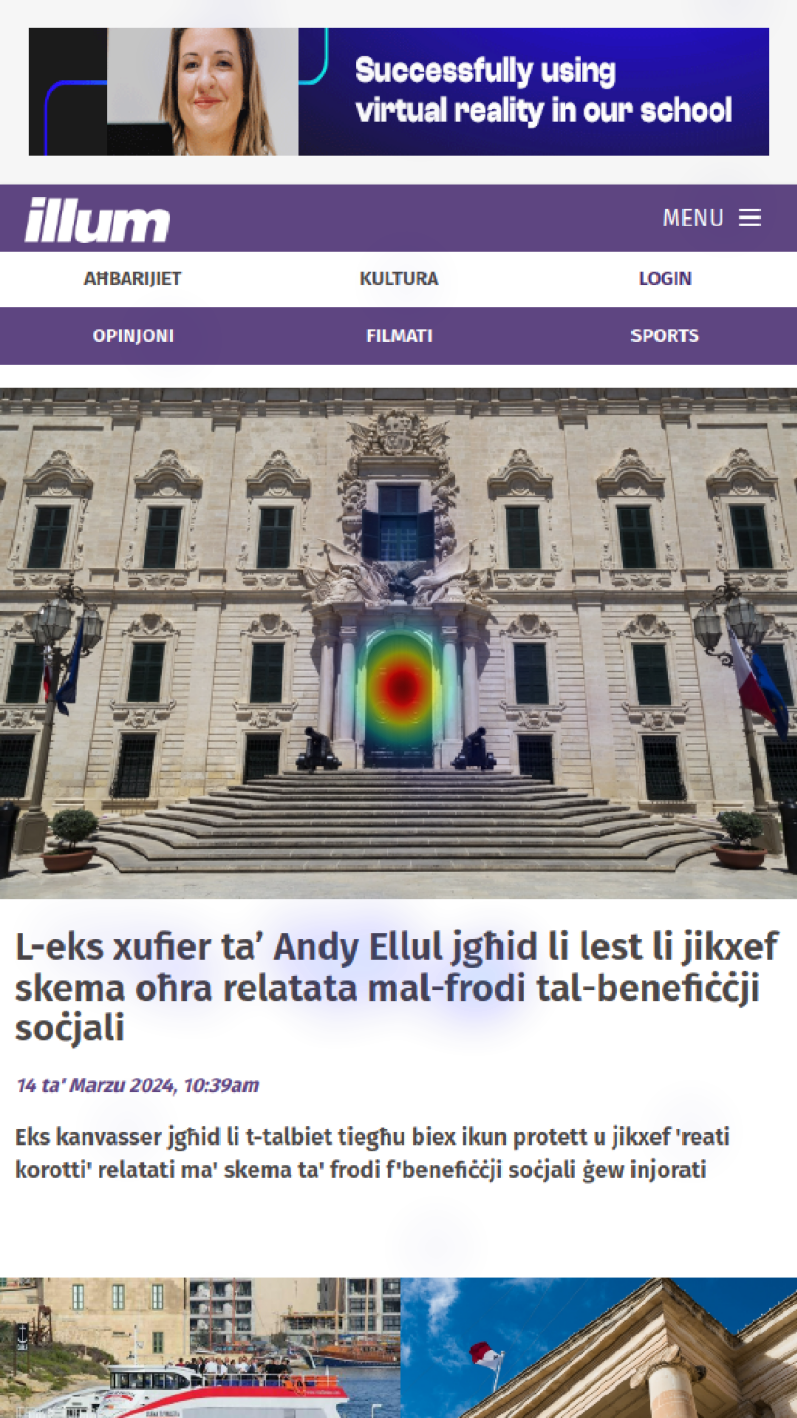 Successfully using
virtual reality in our school
illum
MENU
AĦBARIJIET
KULTURA
LOGIN
OPINJONI
FILMATI
SPORTS
L-eks xufier ta’ Andy Ellul jgħid li lest li jikxef
skema oħra relatata mal-frodi tal-benefiċċji
soċjali
14 ta' Marzu 2024, 10:39am
Eks kanvasser jgħid li t-talbiet tiegħu biex ikun protett u jikxef 'reati
korotti' relatati ma' skema ta' frodi f'benefiċċji soċjali ġew injorati